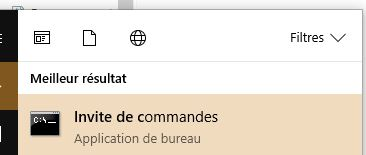 Filtres
Meilleur résultat
Invite de commandes
Application de bureau